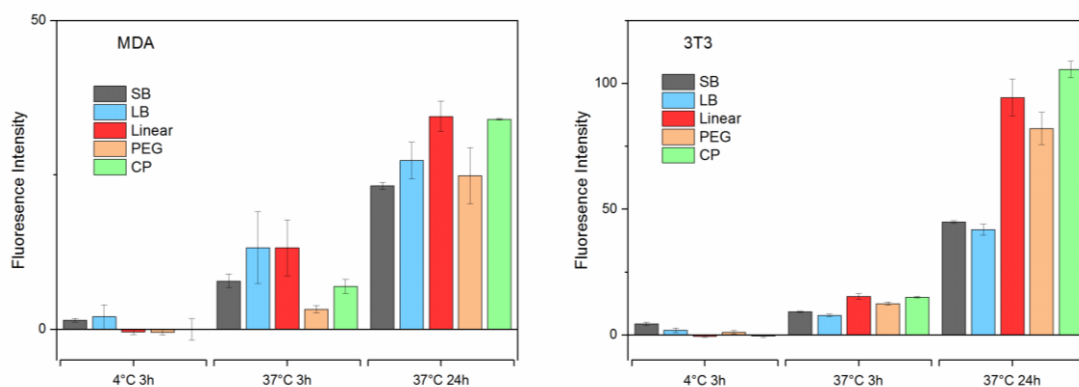 50
MDA
SB
LB
Linear
PEG
CP
Fluoresence Intensity
0
4°C 3h
37°C 3h
37°C 24h
3T3
100
SB
LB
Linear
PEG
CP
Fluoresence Intensity
50
0
4°C 3h
37°C 3h
37°C 24h